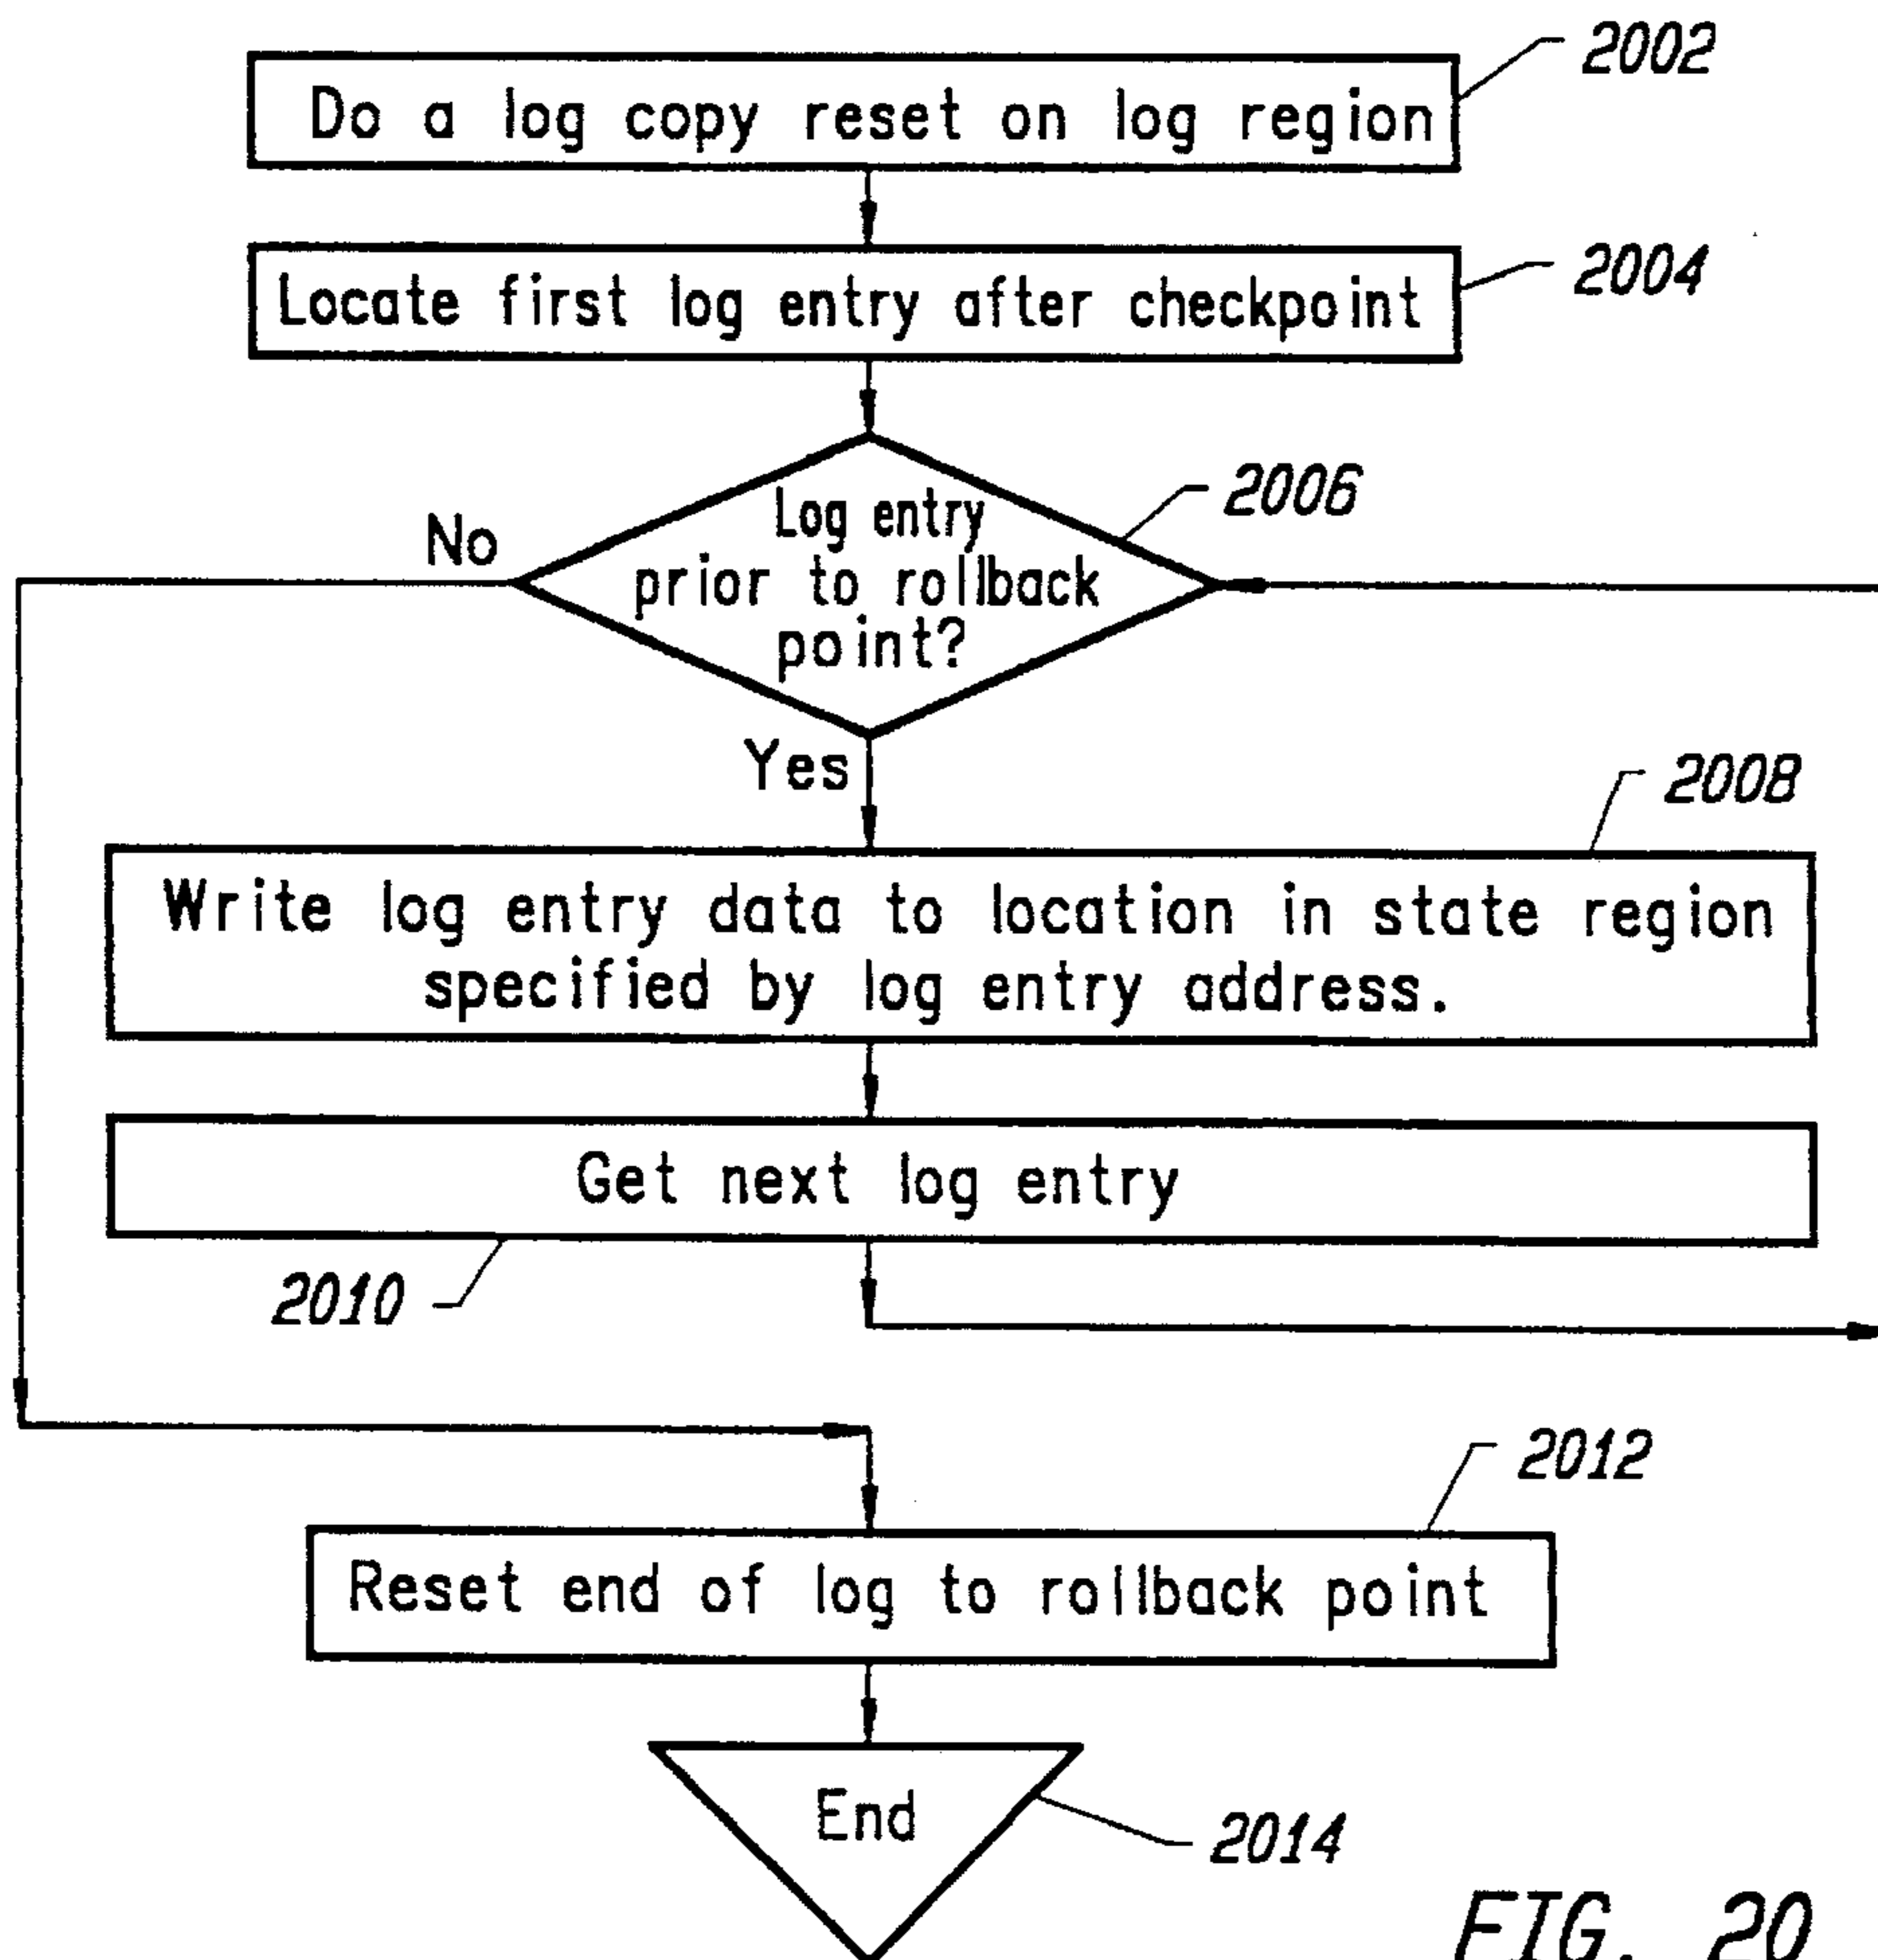 2002
Do a log copy reset on log region
2004
Locate first log entry after checkpoint
2006
No
Log entry
prior to rollback
point?
Yes
2008
Write log entry data to location in state region
specified by log entry address.
Get next log entry
2010
2012
Reset end of log to rollback point
End
2014
FIG. 20